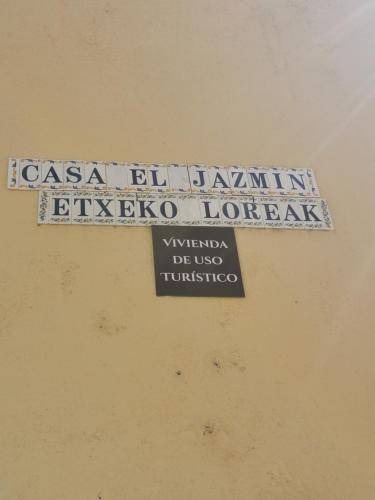 CASA EL JAZMIN
ETXEKO LOREAK
VIVIENDA
DE USO
TURÍSTICO